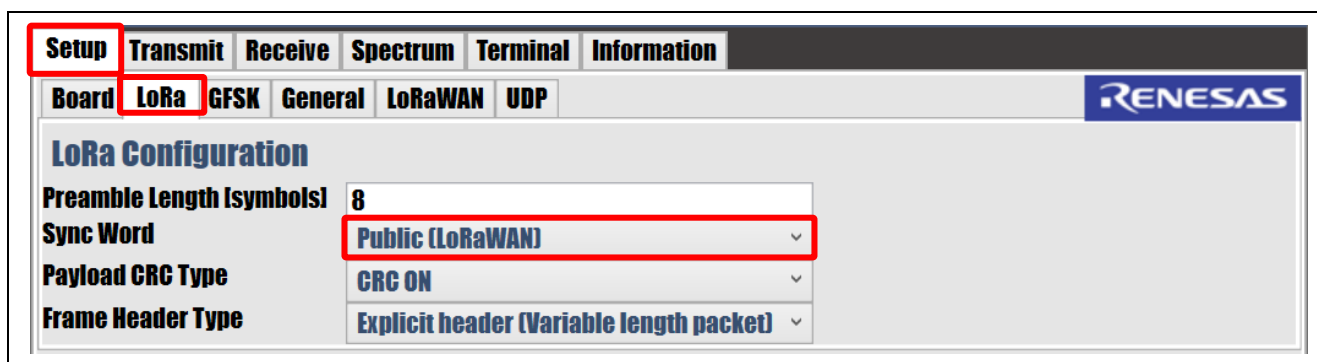 Setup Transmit Receive Spectrum Terminal Information
Board LoRa GFSK General LoRaWAN UDP RENESAS
LoRa Configuration
Preamble Length [symbols] 8
Sync Word Public (LoRaWAN)
Payload CRC Type CRC ON
Frame Header Type Explicit header (Variable length packet)